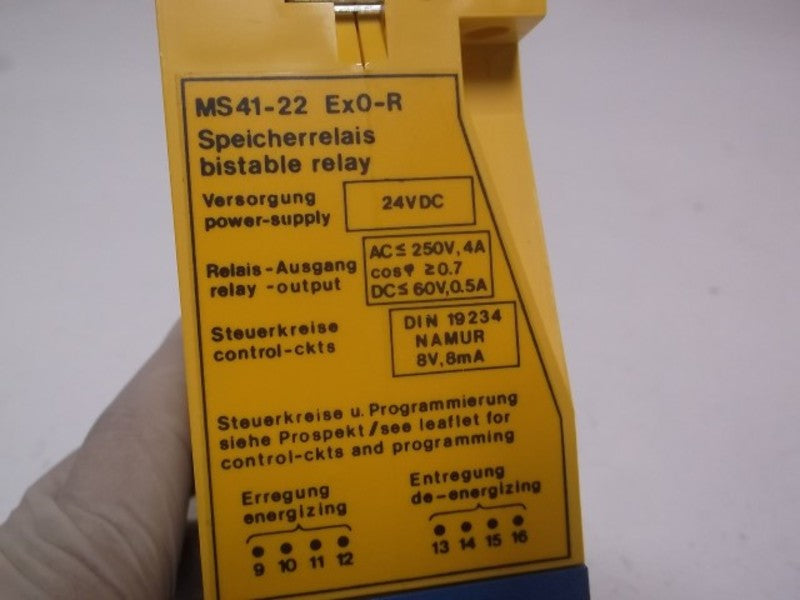 MS41-22 Ex0-R
Speicherrelais
bistable relay
Versorgung
power-supply
24VDC
Relais-Ausgang
relay -output
AC≤ 250V, 4A
cos φ ≥0.7
DC≤ 60V, 0.5A
Steuerkreise
control-ckts
DIN 19234
NAMUR
8V, 8mA
Steuerkreise u. Programmierung
siehe Prospekt/see leaflet for
control-ckts and programming
Erregung
energizing
9 10 11 12
Entregung
de-energizing
13 14 15 16